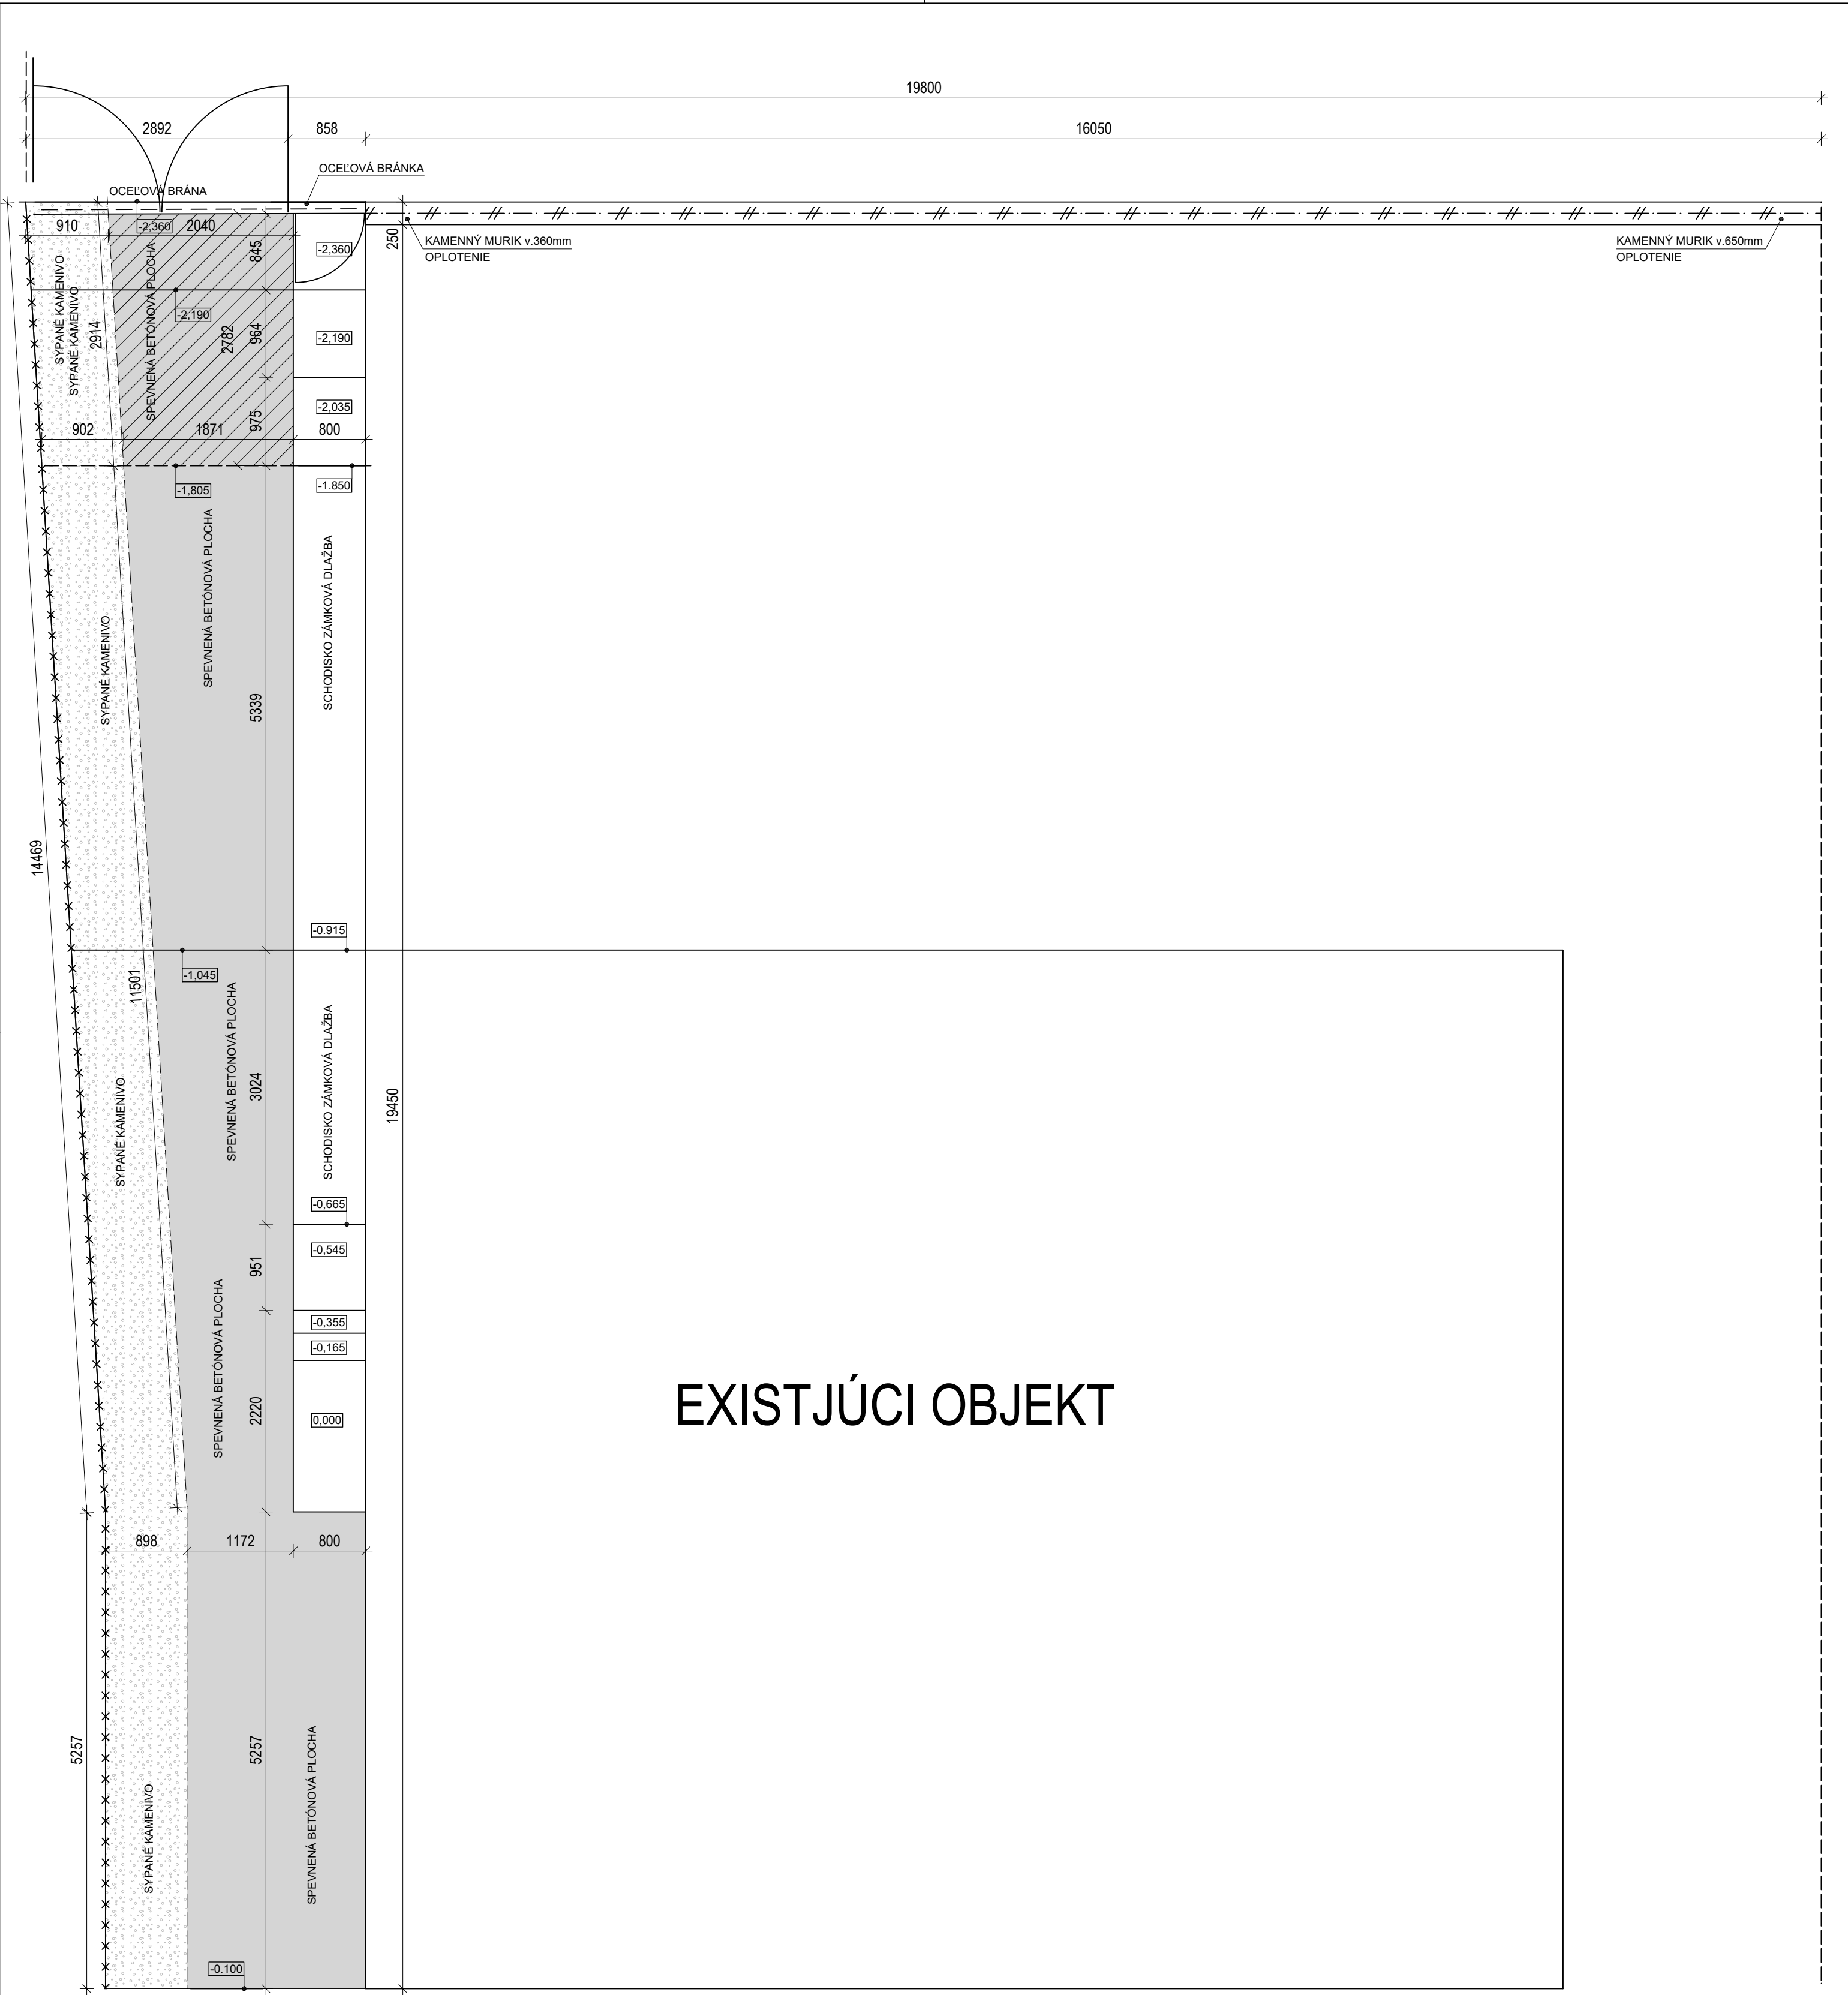 19800
2892
858
16050
OCEĽOVÁ BRÁNKA
OCEĽOVÁ BRÁNA
910
-2,360
2040
845
-2,360
250
KAMENNÝ MURIK v.360mm
OPLOTENIE
KAMENNÝ MURIK v.650mm
OPLOTENIE
SYPANÉ KAMENIVO
SYPANÉ KAMENIVO
2914
SPEVNENÁ BETÓNOVÁ PLOCHA
-2,190
2782
964
-2,190
975
-2,035
902
1871
800
-1,805
-1.850
SYPANÉ KAMENIVO
SPEVNENÁ BETÓNOVÁ PLOCHA
5339
SCHODISKO ZÁMKOVÁ DLAŽBA
14469
-0.915
-1,045
11501
SYPANÉ KAMENIVO
SPEVNENÁ BETÓNOVÁ PLOCHA
3024
SCHODISKO ZÁMKOVÁ DLAŽBA
19450
-0,665
951
-0,545
-0,355
-0,165
SPEVNENÁ BETÓNOVÁ PLOCHA
2220
0,000
EXISTJÚCI OBJEKT
898
1172
800
5257
SYPANÉ KAMENIVO
5257
SPEVNENÁ BETÓNOVÁ PLOCHA
-0.100